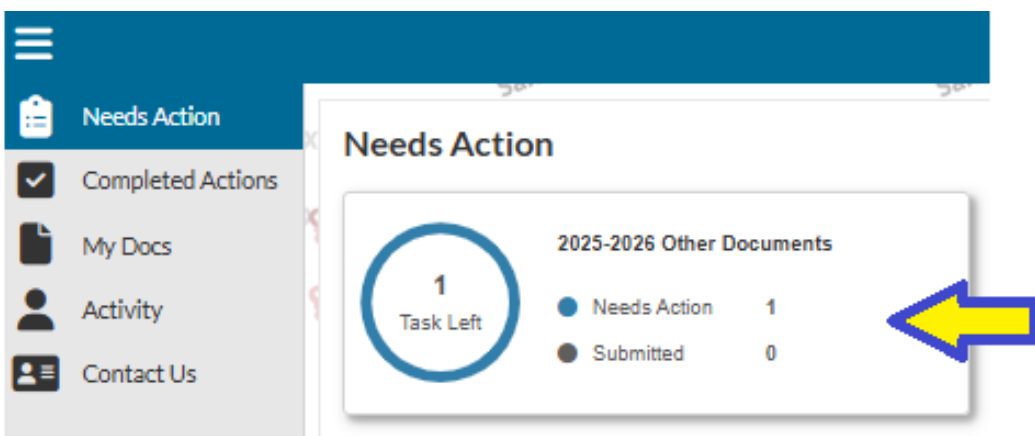 Needs Action
Completed Actions
My Docs
Activity
Contact Us
Needs Action
1
Task Left
2025-2026 Other Documents
Needs Action 1
Submitted 0